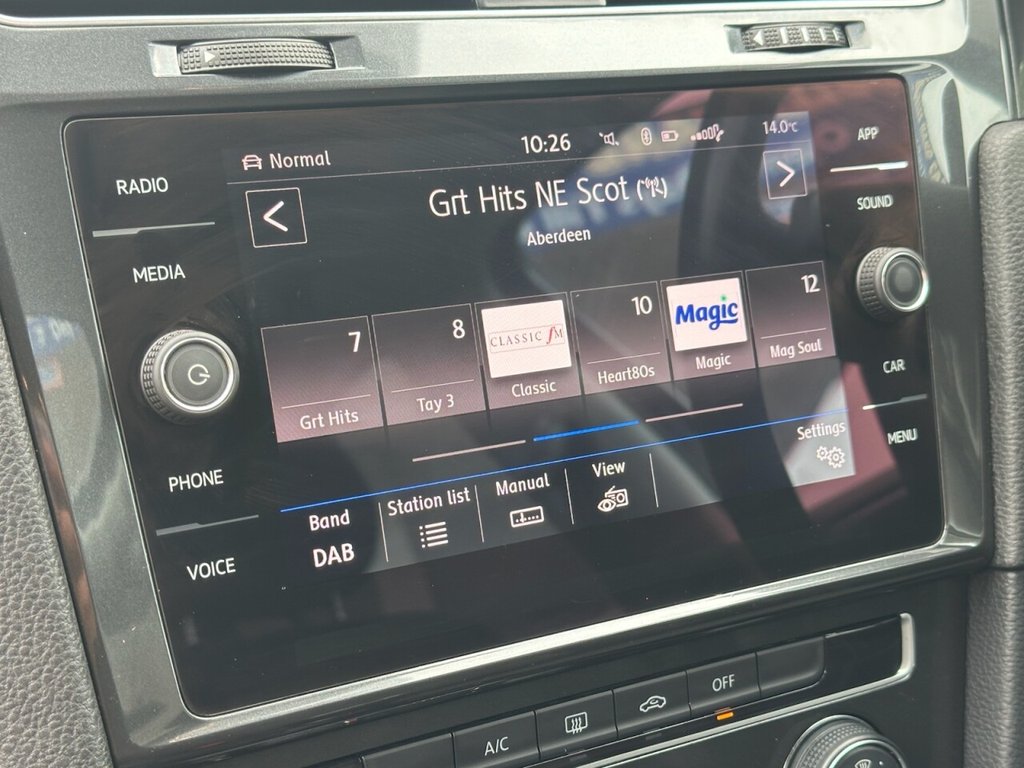 Normal
10:26
14.0°C
APP
RADIO
Grt Hits NE Scot
SOUND
Aberdeen
MEDIA
7
8
CLASSIC fM
10
Magic
12
Grt Hits
Tay 3
Classic
Heart80s
Magic
Mag Soul
CAR
Settings
MENU
PHONE
Band
Station list
Manual
View
DAB
VOICE
A/C
OFF